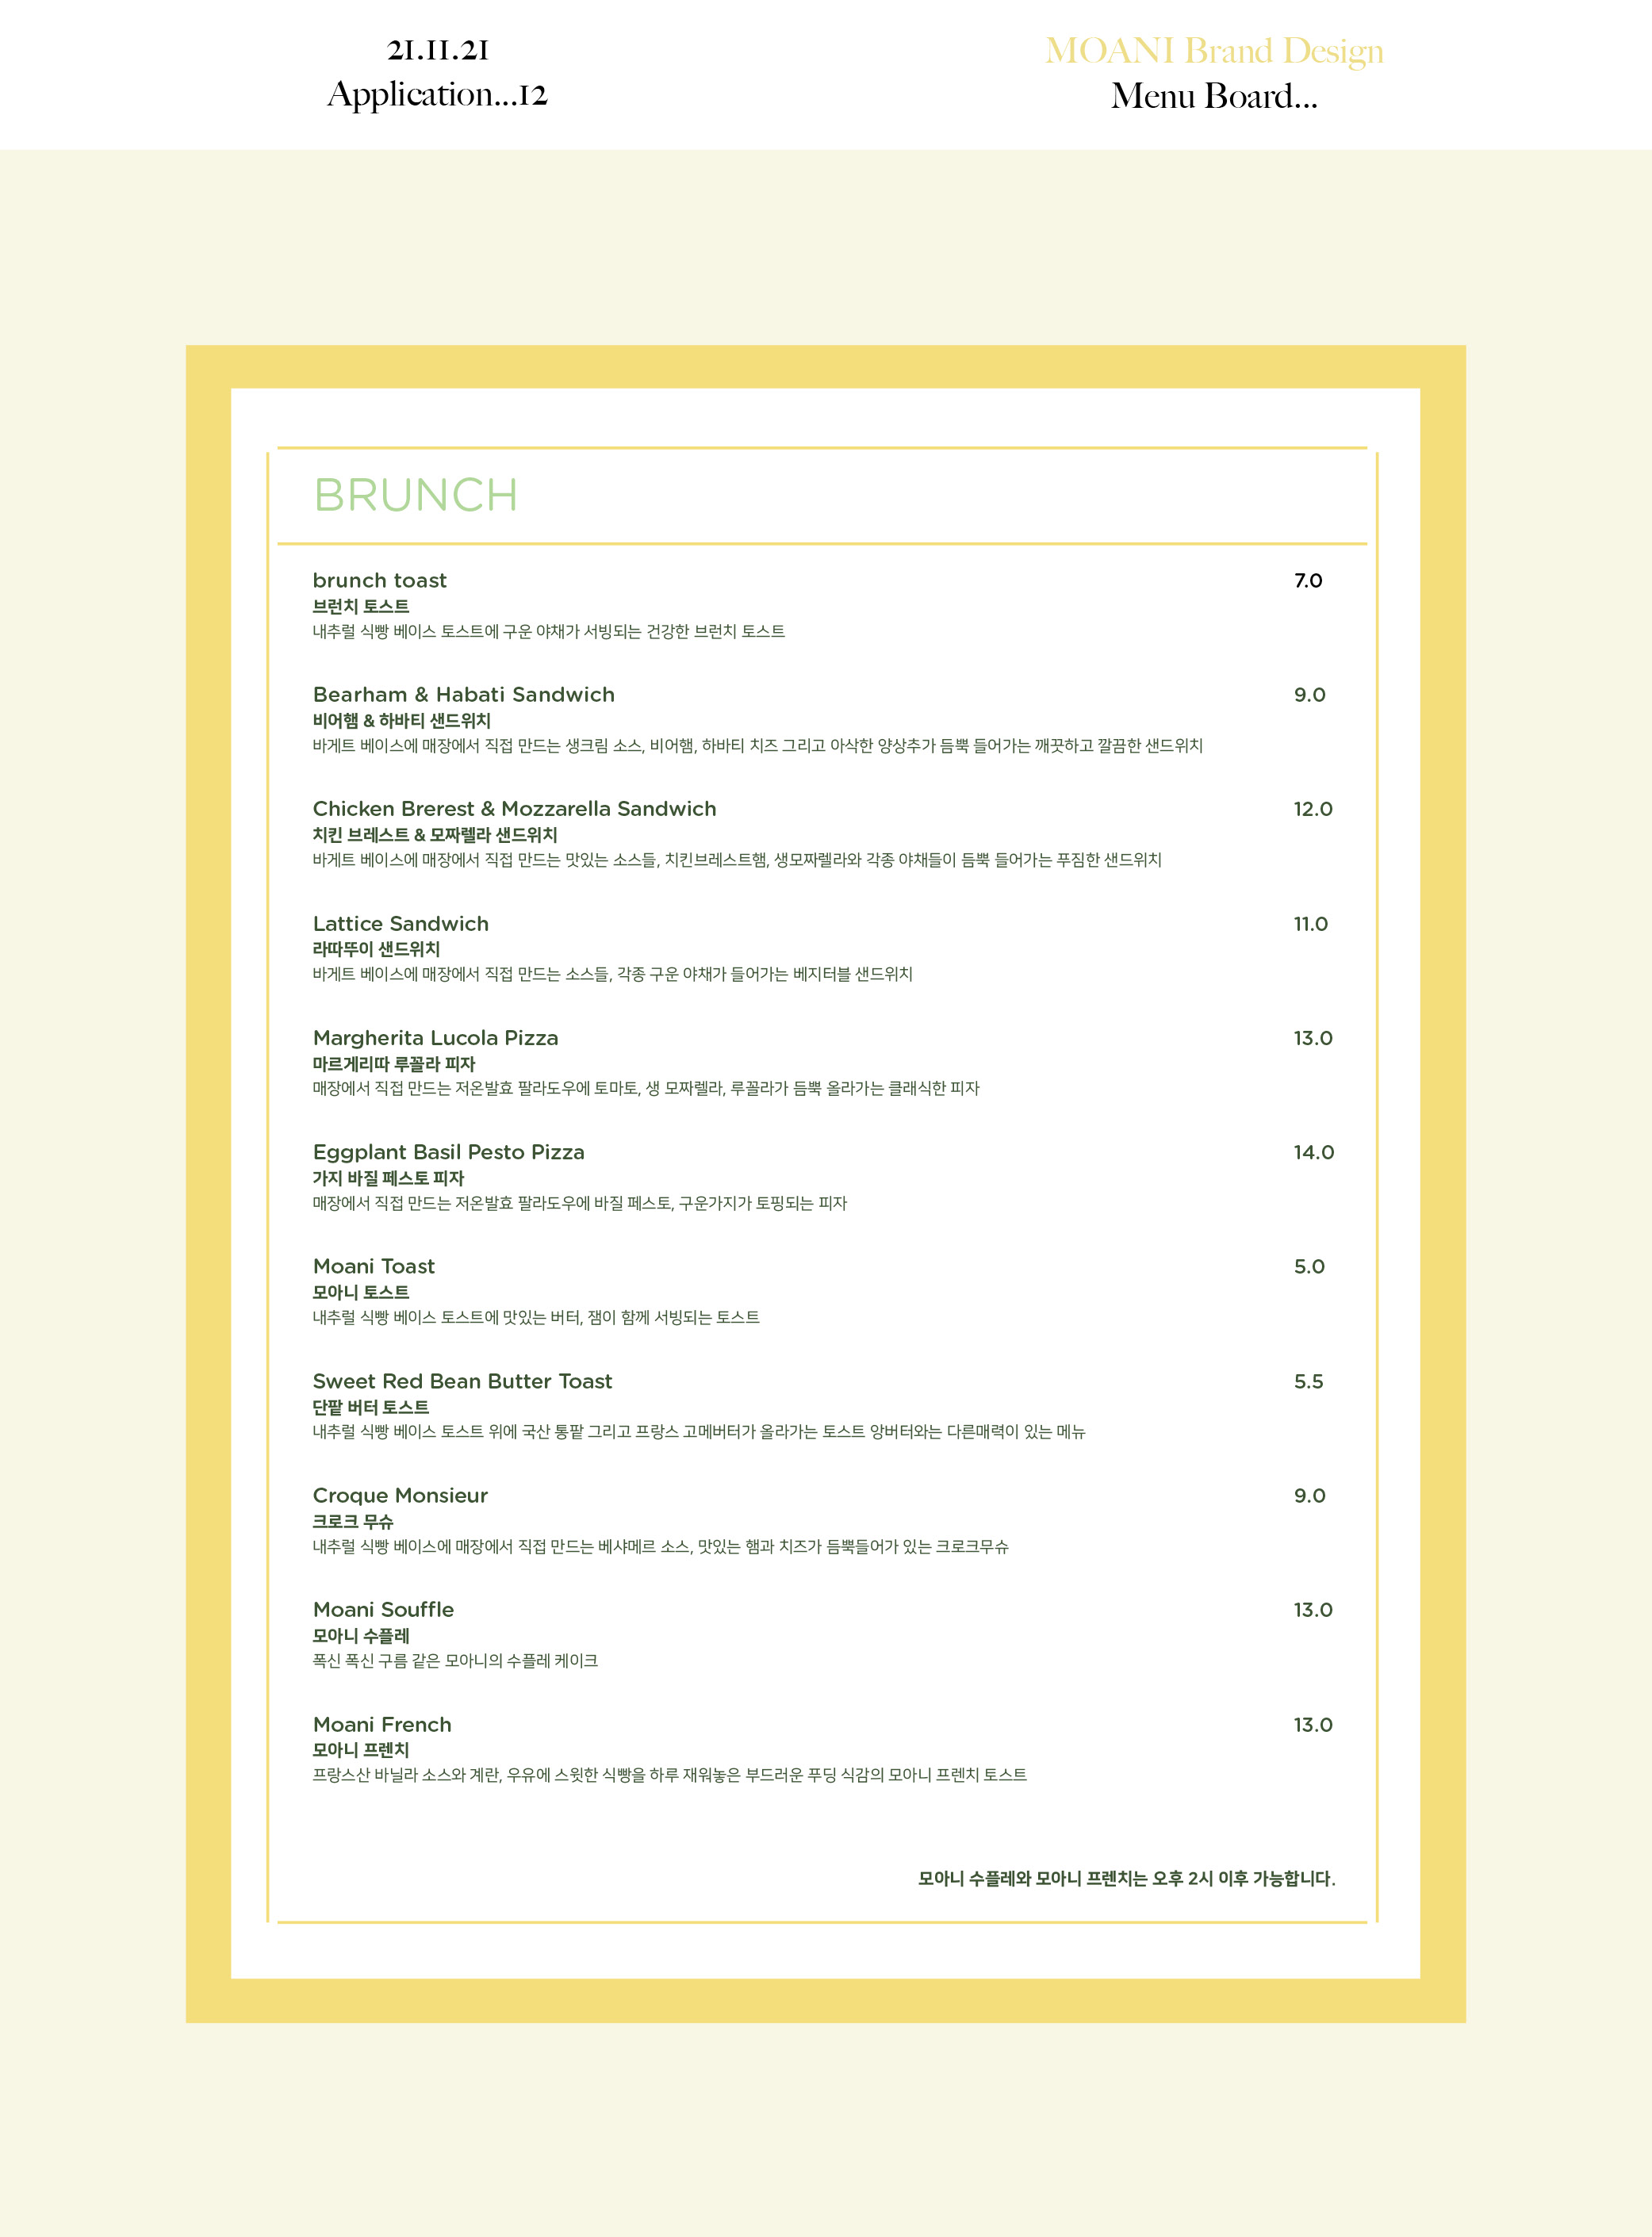 21.11.21
Application...12
MOANI Brand Design
Menu Board...
BRUNCH
brunch toast 7.0
브런치 토스트
내추럴 식빵 베이스 토스트에 구운 야채가 서빙되는 건강한 브런치 토스트
Bearham & Habati Sandwich 9.0
비어햄 & 하바티 샌드위치
바게트 베이스에 매장에서 직접 만드는 생크림 소스, 비어햄, 하바티 치즈 그리고 아삭한 양상추가 듬뿍 들어가는 깨끗하고 깔끔한 샌드위치
Chicken Brerest & Mozzarella Sandwich 12.0
치킨 브레스트 & 모짜렐라 샌드위치
바게트 베이스에 매장에서 직접 만드는 맛있는 소스들, 치킨브레스트햄, 생모짜렐라와 각종 야채들이 듬뿍 들어가는 푸짐한 샌드위치
Lattice Sandwich 11.0
라따뚜이 샌드위치
바게트 베이스에 매장에서 직접 만드는 소스들, 각종 구운 야채가 들어가는 베지터블 샌드위치
Margherita Lucola Pizza 13.0
마르게리따 루꼴라 피자
매장에서 직접 만드는 저온발효 팔라도우에 토마토, 생 모짜렐라, 루꼴라가 듬뿍 올라가는 클래식한 피자
Eggplant Basil Pesto Pizza 14.0
가지 바질 페스토 피자
매장에서 직접 만드는 저온발효 팔라도우에 바질 페스토, 구운가지가 토핑되는 피자
Moani Toast 5.0
모아니 토스트
내추럴 식빵 베이스 토스트에 맛있는 버터, 잼이 함께 서빙되는 토스트
Sweet Red Bean Butter Toast 5.5
단팥 버터 토스트
내추럴 식빵 베이스 토스트 위에 국산 통팥 그리고 프랑스 고메버터가 올라가는 토스트 앙버터와는 다른매력이 있는 메뉴
Croque Monsieur 9.0
크로크 무슈
내추럴 식빵 베이스에 매장에서 직접 만드는 베샤메르 소스, 맛있는 햄과 치즈가 듬뿍들어가 있는 크로크무슈
Moani Souffle 13.0
모아니 수플레
폭신 폭신 구름 같은 모아니의 수플레 케이크
Moani French 13.0
모아니 프렌치
프랑스산 바닐라 소스와 계란, 우유에 스윗한 식빵을 하루 재워놓은 부드러운 푸딩 식감의 모아니 프렌치 토스트
모아니 수플레와 모아니 프렌치는 오후 2시 이후 가능합니다.